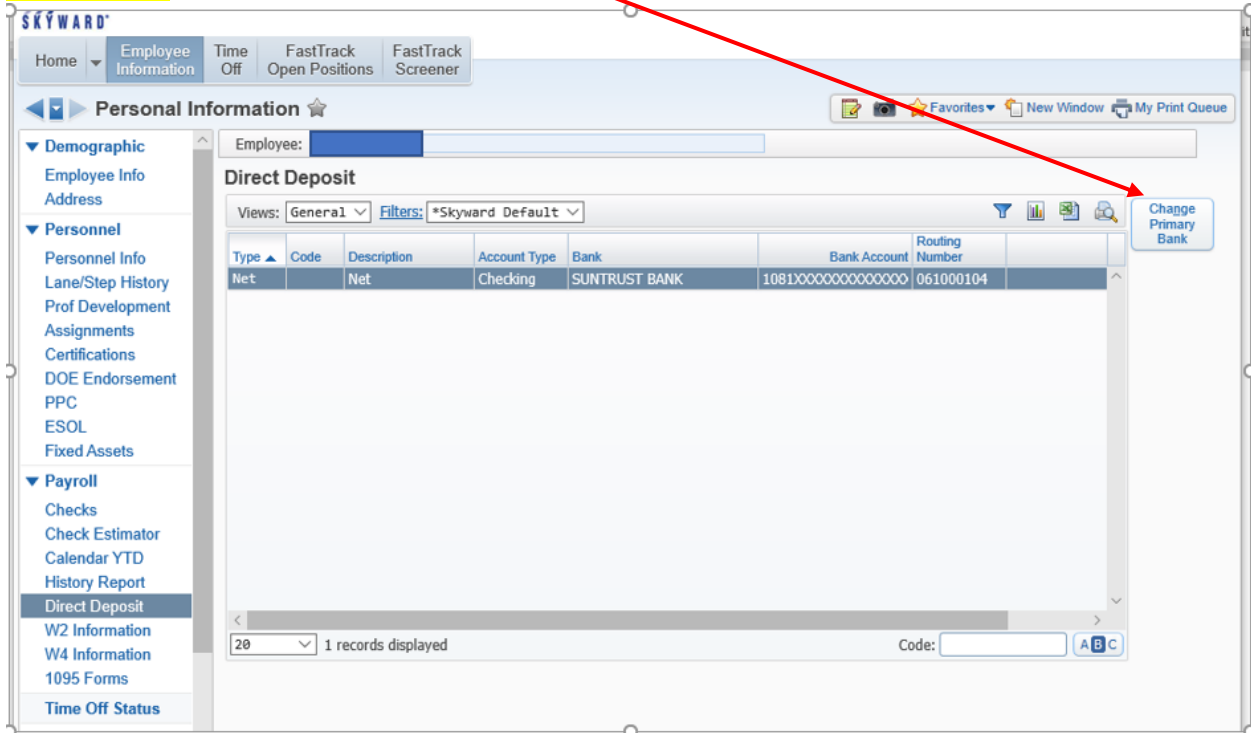 SKYWARD®
Home Employee Information Time Off FastTrack Open Positions FastTrack Screener
Personal Information Favorites New Window My Print Queue
Demographic
Employee Info
Address
Personnel
Personnel Info
Lane/Step History
Prof Development
Assignments
Certifications
DOE Endorsement
PPC
ESOL
Fixed Assets
Payroll
Checks
Check Estimator
Calendar YTD
History Report
Direct Deposit
W2 Information
W4 Information
1095 Forms
Time Off Status
Employee:
Direct Deposit
Views: General Filters: *Skyward Default
Type Code Description Account Type Bank Bank Account Routing Number
Net Net Checking SUNTRUST BANK 1081XXXXXXXXXXXXX 061000104
20 1 records displayed Code: A B C
Change
Primary
Bank
it